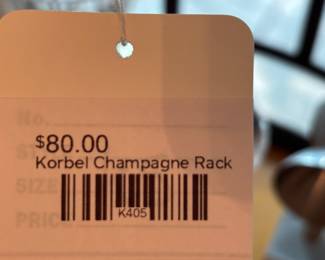 No.
$80.00
Korbel Champagne Rack
SIZE
K405
PRICE